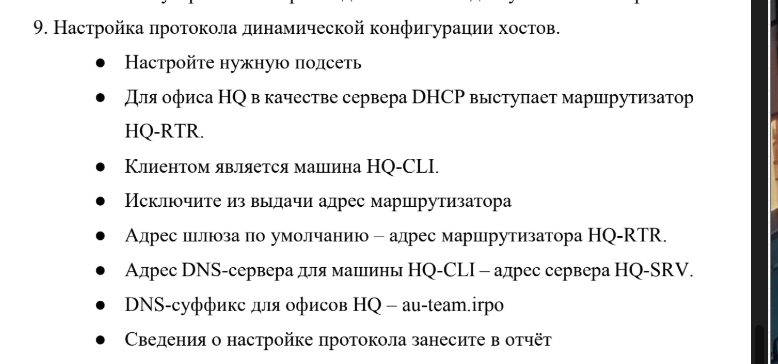 9. Настройка протокола динамической конфигурации хостов.
● Настройте нужную подсеть
● Для офиса HQ в качестве сервера DHCP выступает маршрутизатор
HQ-RTR.
● Клиентом является машина HQ-CLI.
● Исключите из выдачи адрес маршрутизатора
● Адрес шлюза по умолчанию – адрес маршрутизатора HQ-RTR.
● Адрес DNS-сервера для машины HQ-CLI – адрес сервера HQ-SRV.
● DNS-суффикс для офисов HQ – au-team.irpo
● Сведения о настройке протокола занесите в отчёт